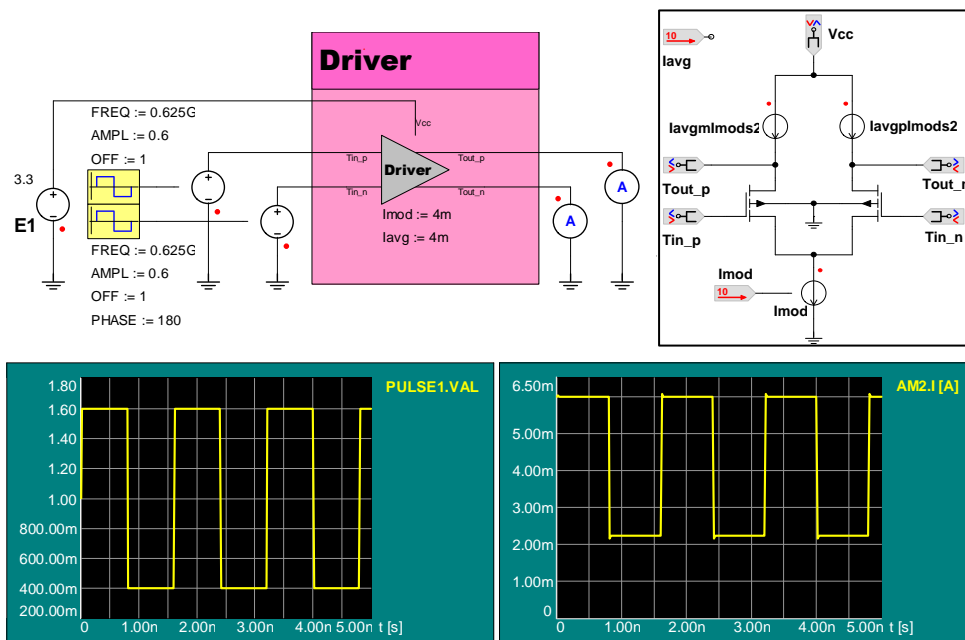 Driver
FREQ := 0.625G
AMPL := 0.6
OFF := 1
3.3
E1
FREQ := 0.625G
AMPL := 0.6
OFF := 1
PHASE := 180
Vcc
Tin_p
Tout_p
Driver
Tin_n
Tout_n
Imod := 4m
Iavg := 4m
A
A
10
Iavg
Vcc
IavgmImods2
IavgpImods2
Tout_p
Tout_n
Tin_p
Tin_n
Imod
10
Imod
PULSE1.VAL
1.80
1.60
1.40
1.20
1.00
800.00m
600.00m
400.00m
200.00m
0 1.00n 2.00n 3.00n 4.00n 5.00n t [s]
AM2.I [A]
6.50m
5.00m
4.00m
3.00m
2.00m
1.00m
0
0 1.00n 2.00n 3.00n 4.00n 5.00n t [s]